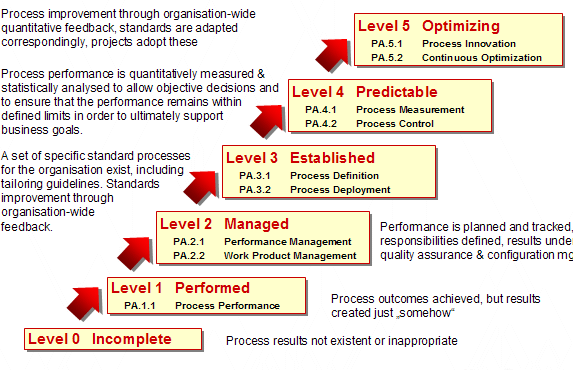 Process improvement through organisation-wide
quantitative feedback, standards are adapted
correspondingly, projects adopt these
Level 5 Optimizing
PA.5.1 Process Innovation
PA.5.2 Continuous Optimization
Process performance is quantitatively measured &
statistically analysed to allow objective decisions and
to ensure that the performance remains within
defined limits in order to ultimately support
business goals.
Level 4 Predictable
PA.4.1 Process Measurement
PA.4.2 Process Control
A set of specific standard processes
for the organisation exist, including
tailoring guidelines. Standards
improvement through
organisation-wide
feedback.
Level 3 Established
PA.3.1 Process Definition
PA.3.2 Process Deployment
Level 2 Managed
PA.2.1 Performance Management
PA.2.2 Work Product Management
Performance is planned and tracked,
responsibilities defined, results unde
quality assurance & configuration mg
Level 1 Performed
PA.1.1 Process Performance
Process outcomes achieved, but results
created just „somehow“
Level 0 Incomplete
Process results not existent or inappropriate